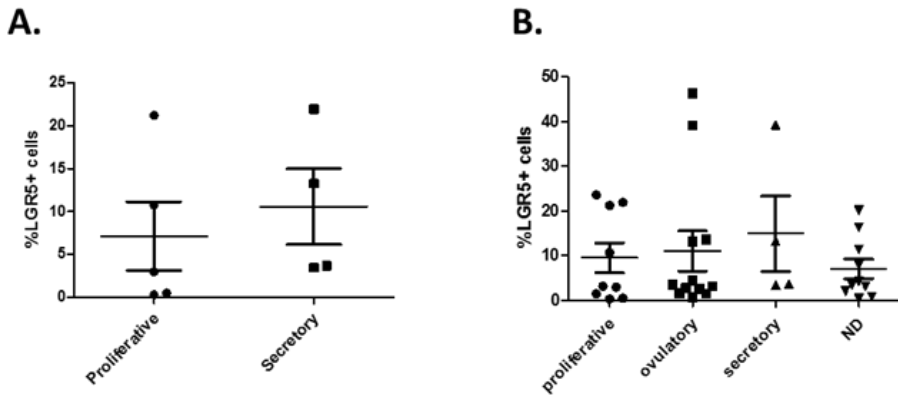 A.
%LGR5+ cells
25
20
15
10
5
0
Proliferative
Secretory
B.
%LGR5+ cells
50
40
30
20
10
0
proliferative
ovulatory
secretory
ND